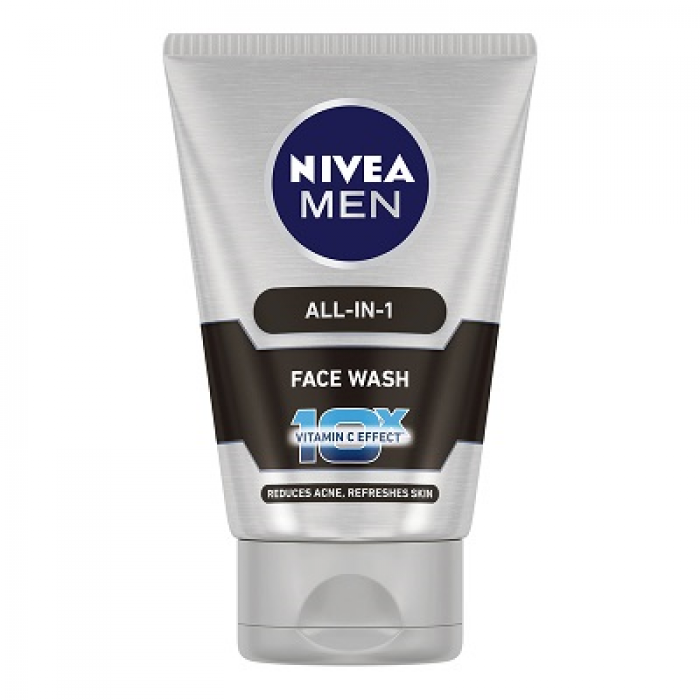 NIVEA
MEN
ALL-IN-1
FACE WASH
10X
VITAMIN C EFFECT*
REDUCES ACNE, REFRESHES SKIN